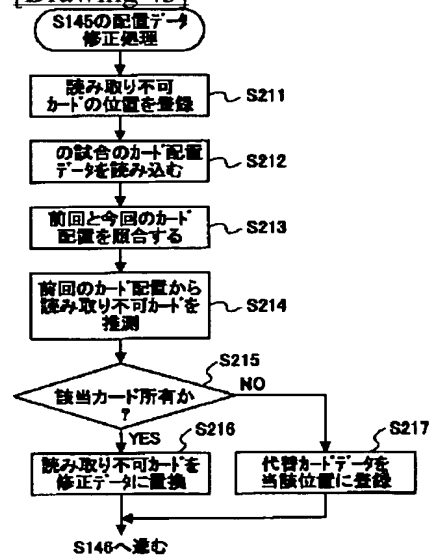 S145の配置データ
修正処理
読み取り不可
カードの位置を登録
S211
の試合のカード配置
データを読み込む
S212
前回と今回のカード
配置を照合する
S213
前回のカード配置から
読み取り不可カードを
推測
S214
S215
該当カード所有か
?
NO
YES
S216
読み取り不可カードを
修正データに置換
S217
代替カードデータを
当該位置に登録
S146へ進む